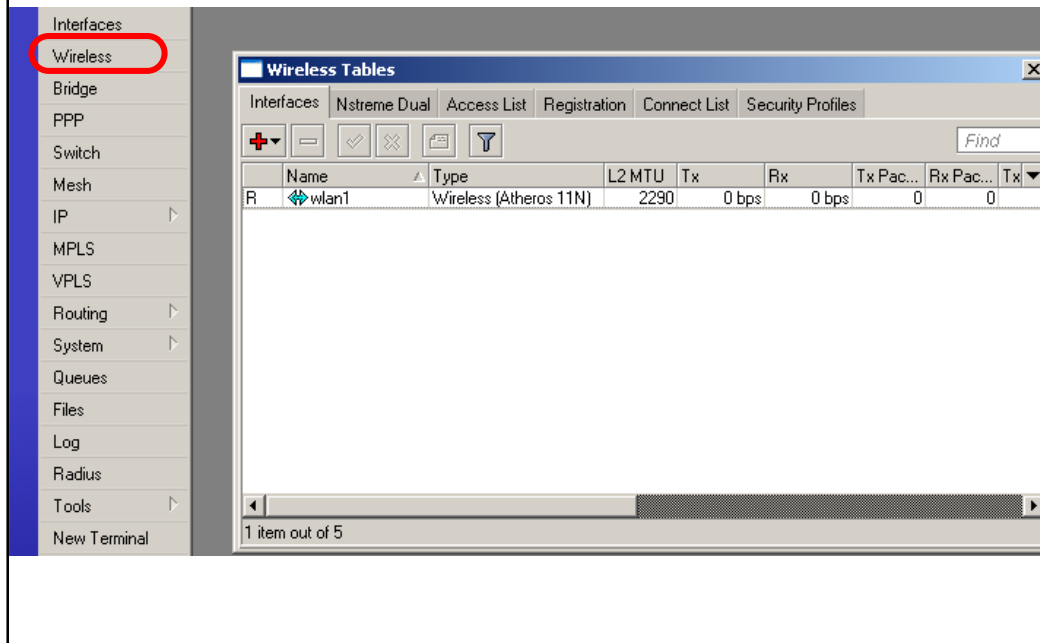 Interfaces
Wireless
Bridge
PPP
Switch
Mesh
IP
MPLS
VPLS
Routing
System
Queues
Files
Log
Radius
Tools
New Terminal
Wireless Tables
Interfaces Nstreme Dual Access List Registration Connect List Security Profiles
Find
Name Type L2 MTU Tx Rx Tx Pac... Rx Pac... Tx
R wlan1 Wireless (Atheros 11N) 2290 0 bps 0 bps 0 0
1 item out of 5